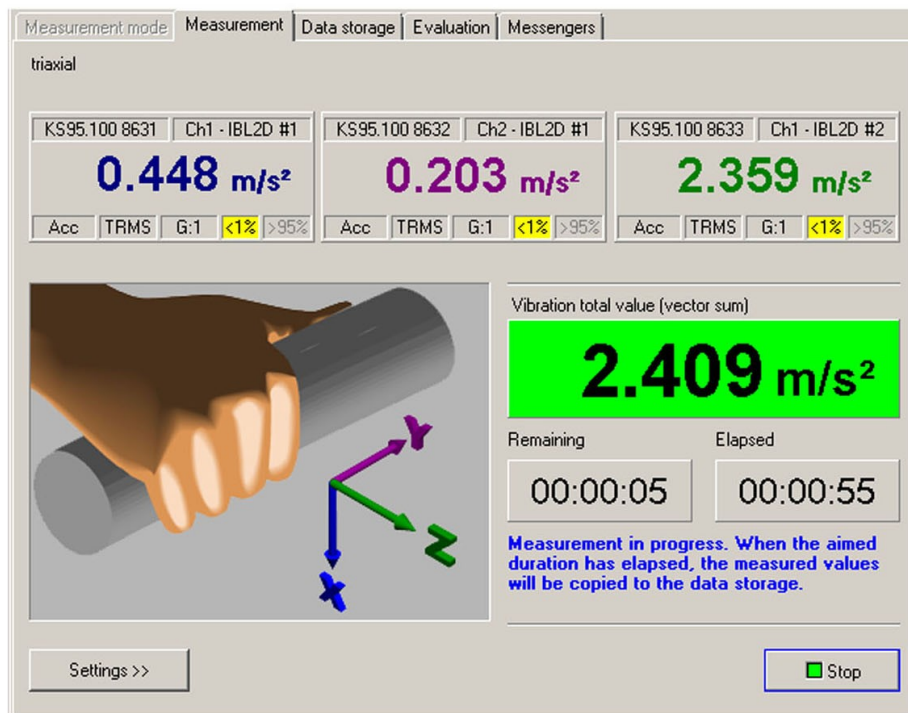 Measurement mode Measurement Data storage Evaluation Messengers
triaxial
KS95.100 8631 Ch1 - IBL2D #1
0.448 m/s²
Acc TRMS G:1 <1% >95%
KS95.100 8632 Ch2 - IBL2D #1
0.203 m/s²
Acc TRMS G:1 <1% >95%
KS95.100 8633 Ch1 - IBL2D #2
2.359 m/s²
Acc TRMS G:1 <1% >95%
Y
Z
X
Vibration total value (vector sum)
2.409 m/s²
Remaining Elapsed
00:00:05 00:00:55
Measurement in progress. When the aimed
duration has elapsed, the measured values
will be copied to the data storage.
Settings >> Stop